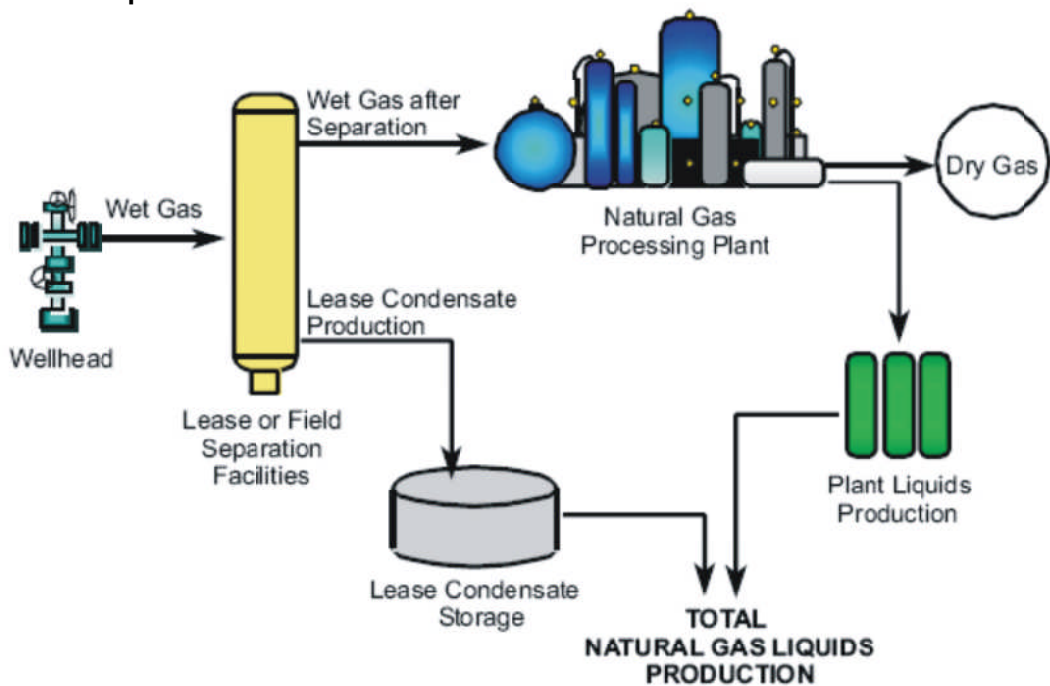 Wet Gas after
Separation
Wet Gas
Dry Gas
Natural Gas
Processing Plant
Lease Condensate
Production
Wellhead
Lease or Field
Separation
Facilities
Plant Liquids
Production
Lease Condensate
Storage
TOTAL
NATURAL GAS LIQUIDS
PRODUCTION